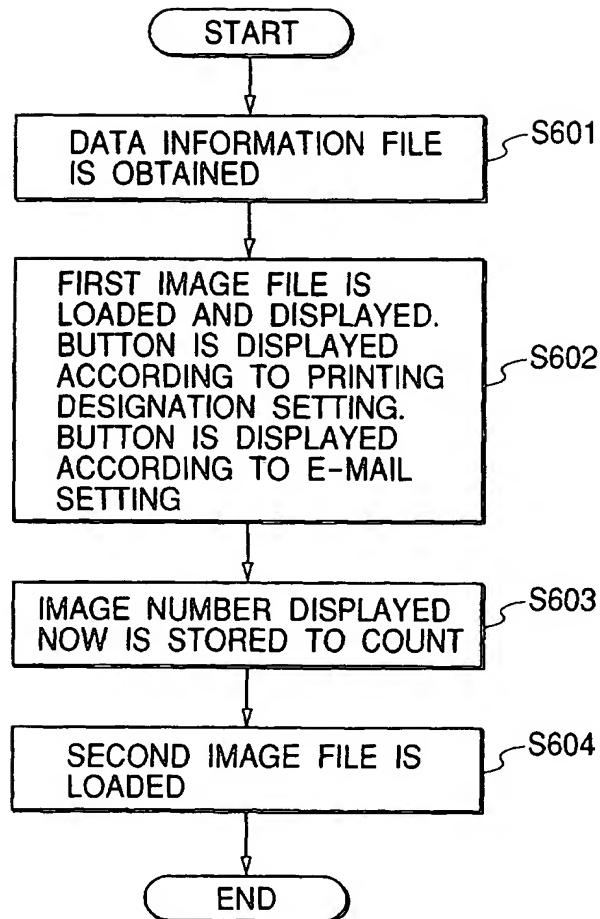 START
DATA INFORMATION FILE
IS OBTAINED
S601
FIRST IMAGE FILE IS
LOADED AND DISPLAYED.
BUTTON IS DISPLAYED
ACCORDING TO PRINTING
DESIGNATION SETTING.
BUTTON IS DISPLAYED
ACCORDING TO E-MAIL
SETTING
S602
IMAGE NUMBER DISPLAYED
NOW IS STORED TO COUNT
S603
SECOND IMAGE FILE IS
LOADED
S604
END